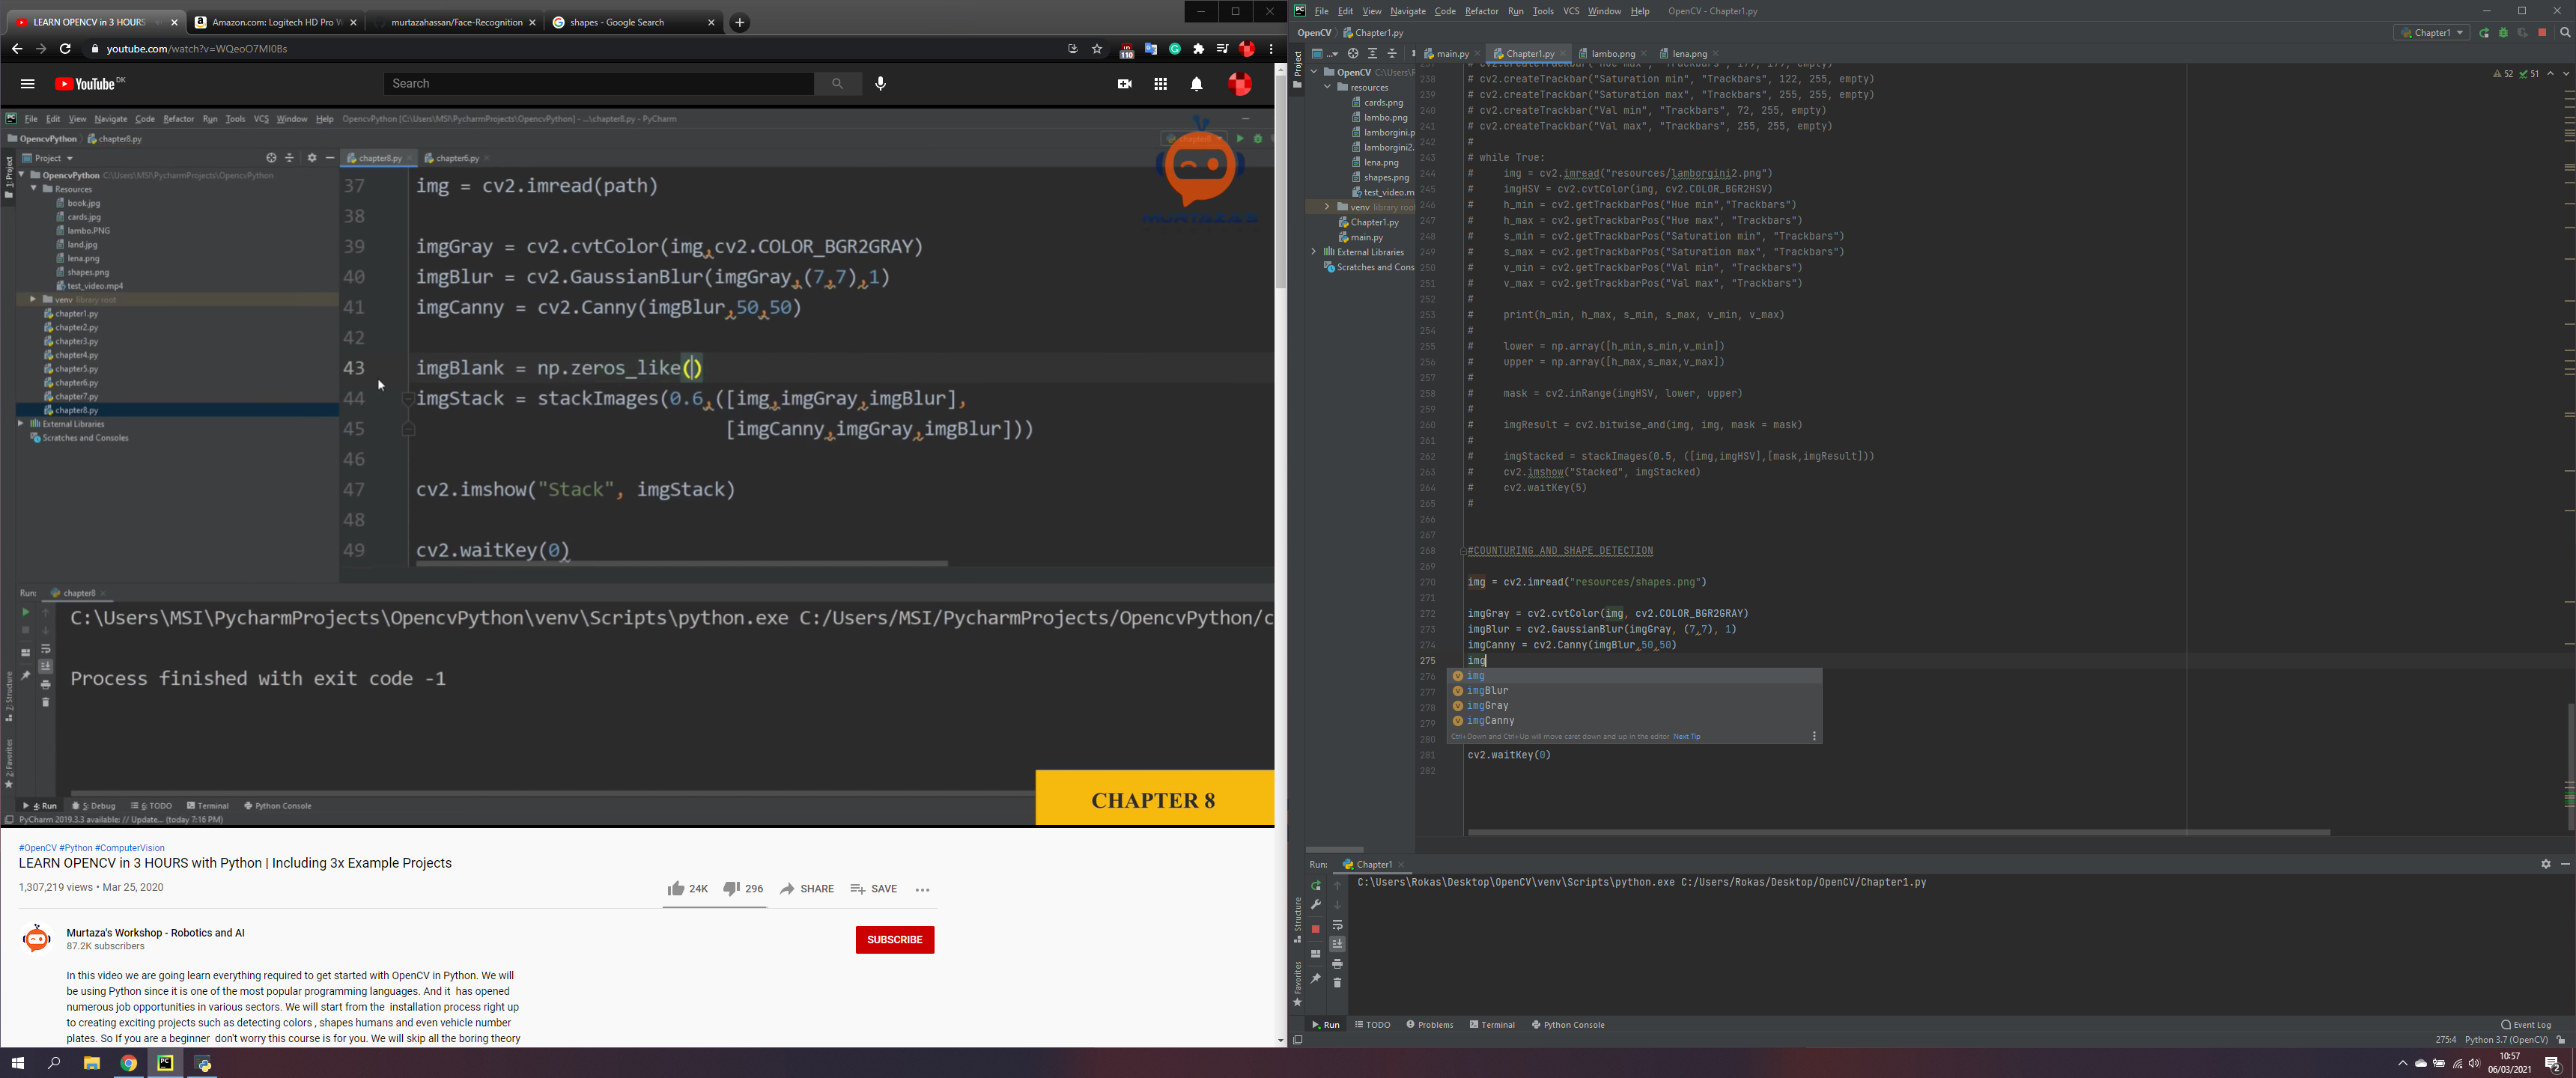 LEARN OPENCV in 3 HOURS
Amazon.com: Logitech HD Pro W
murtazahassan/Face-Recognition
shapes - Google Search
youtube.com/watch?v=WQeoO7MI0Bs
110
YouTube DK
Search
File Edit View Navigate Code Refactor Run Tools VCS Window Help OpencvPython [C:\Users\MSI\PycharmProjects\OpencvPython] - ...\chapter8.py - PyCharm
OpencvPython chapter8.py
Project
chapter8.py chapter6.py
1: Project
OpencvPython C:\Users\MSI\PycharmProjects\OpencvPython
Resources
book.jpg
cards.jpg
lambo.PNG
land.jpg
lena.png
shapes.png
test_video.mp4
venv library root
chapter1.py
chapter2.py
chapter3.py
chapter4.py
chapter5.py
chapter6.py
chapter7.py
chapter8.py
External Libraries
Scratches and Consoles
37 img = cv2.imread(path)
38
39 imgGray = cv2.cvtColor(img,cv2.COLOR_BGR2GRAY)
40 imgBlur = cv2.GaussianBlur(imgGray,(7,7),1)
41 imgCanny = cv2.Canny(imgBlur,50,50)
42
43 imgBlank = np.zeros_like()
44 imgStack = stackImages(0.6,([img,imgGray,imgBlur],
45 [imgCanny,imgGray,imgBlur]))
46
47 cv2.imshow("Stack", imgStack)
48
49 cv2.waitKey(0)
Run: chapter8
C:\Users\MSI\PycharmProjects\OpencvPython\venv\Scripts\python.exe C:/Users/MSI/PycharmProjects/OpencvPython/c
Process finished with exit code -1
7: Structure
2: Favorites
CHAPTER 8
4: Run 5: Debug 6: TODO Terminal Python Console
PyCharm 2019.3.3 available: // Update... (today 7:16 PM)
#OpenCV #Python #ComputerVision
LEARN OPENCV in 3 HOURS with Python | Including 3x Example Projects
1,307,219 views • Mar 25, 2020
24K 296 SHARE SAVE
Murtaza's Workshop - Robotics and AI
87.2K subscribers
SUBSCRIBE
In this video we are going learn everything required to get started with OpenCV in Python. We will
be using Python since it is one of the most popular programming languages. And it has opened
numerous job opportunities in various sectors. We will start from the installation process right up
to creating exciting projects such as detecting colors , shapes humans and even vehicle number
plates. So If you are a beginner don't worry this course is for you. We will skip all the boring theory
File Edit View Navigate Code Refactor Run Tools VCS Window Help OpenCV - Chapter1.py
OpenCV Chapter1.py
Chapter1
main.py Chapter1.py lambo.png lena.png
Project
OpenCV C:\Users\R
resources
cards.png
lambo.png
lamborgini.p
lamborgini2.
lena.png
shapes.png
test_video.m
venv library roo
Chapter1.py
main.py
External Libraries
Scratches and Cons
52 51
238 # cv2.createTrackbar("Saturation min", "Trackbars", 122, 255, empty)
239 # cv2.createTrackbar("Saturation max", "Trackbars", 255, 255, empty)
240 # cv2.createTrackbar("Val min", "Trackbars", 72, 255, empty)
241 # cv2.createTrackbar("Val max", "Trackbars", 255, 255, empty)
242 #
243 # while True:
244 # img = cv2.imread("resources/lamborgini2.png")
245 # imgHSV = cv2.cvtColor(img, cv2.COLOR_BGR2HSV)
246 # h_min = cv2.getTrackbarPos("Hue min","Trackbars")
247 # h_max = cv2.getTrackbarPos("Hue max", "Trackbars")
248 # s_min = cv2.getTrackbarPos("Saturation min", "Trackbars")
249 # s_max = cv2.getTrackbarPos("Saturation max", "Trackbars")
250 # v_min = cv2.getTrackbarPos("Val min", "Trackbars")
251 # v_max = cv2.getTrackbarPos("Val max", "Trackbars")
252 #
253 # print(h_min, h_max, s_min, s_max, v_min, v_max)
254 #
255 # lower = np.array([h_min,s_min,v_min])
256 # upper = np.array([h_max,s_max,v_max])
257 #
258 # mask = cv2.inRange(imgHSV, lower, upper)
259 #
260 # imgResult = cv2.bitwise_and(img, img, mask = mask)
261 #
262 # imgStacked = stackImages(0.5, ([img,imgHSV],[mask,imgResult]))
263 # cv2.imshow("Stacked", imgStacked)
264 # cv2.waitKey(5)
265 #
266
267
268 #COUNTURING AND SHAPE DETECTION
269
270 img = cv2.imread("resources/shapes.png")
271
272 imgGray = cv2.cvtColor(img, cv2.COLOR_BGR2GRAY)
273 imgBlur = cv2.GaussianBlur(imgGray, (7,7), 1)
274 imgCanny = cv2.Canny(imgBlur,50,50)
275 img
276 img
277 imgBlur
278 imgGray
279 imgCanny
280 Ctrl+Down and Ctrl+Up will move caret down and up in the editor Next Tip
281 cv2.waitKey(0)
282
Run: Chapter1
C:\Users\Rokas\Desktop\OpenCV\venv\Scripts\python.exe C:/Users/Rokas/Desktop/OpenCV/Chapter1.py
Structure
Favorites
Run TODO Problems Terminal Python Console Event Log
275:4 Python 3.7 (OpenCV)
10:57
06/03/2021
2